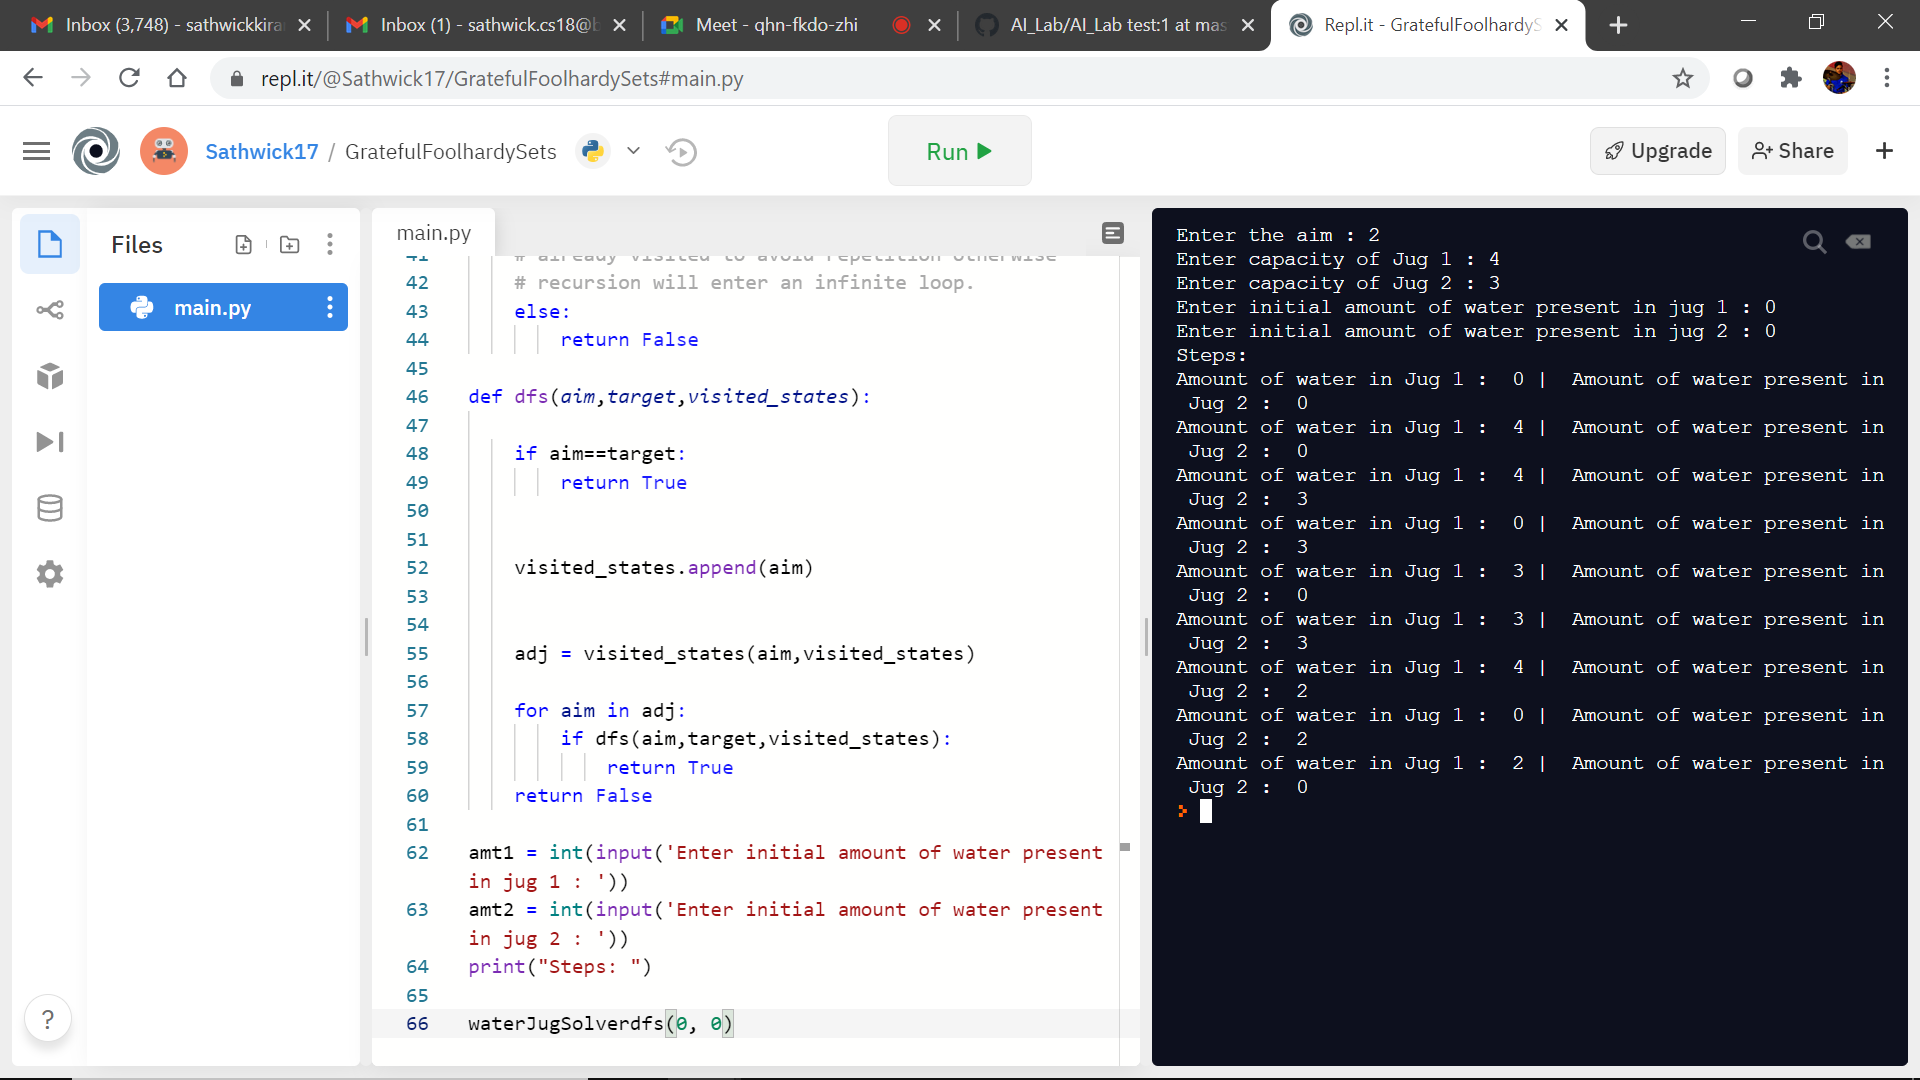 Inbox (3,748) - sathwickkira
Inbox (1) - sathwick.cs18@b
Meet - qhn-fkdo-zhi
AI_Lab/AI_Lab test:1 at mas
Repl.it - GratefulFoolhardyS
repl.it/@Sathwick17/GratefulFoolhardySets#main.py
Sathwick17 / GratefulFoolhardySets
Run
Upgrade
Share
Files
main.py
main.py
41 # already visited to avoid repetition otherwise
42 # recursion will enter an infinite loop.
43 else:
44 return False
45
46 def dfs(aim,target,visited_states):
47
48 if aim==target:
49 return True
50
51
52 visited_states.append(aim)
53
54
55 adj = visited_states(aim,visited_states)
56
57 for aim in adj:
58 if dfs(aim,target,visited_states):
59 return True
60 return False
61
62 amt1 = int(input('Enter initial amount of water present
in jug 1 : '))
63 amt2 = int(input('Enter initial amount of water present
in jug 2 : '))
64 print("Steps: ")
65
66 waterJugSolverdfs(0, 0)
?
Enter the aim : 2
Enter capacity of Jug 1 : 4
Enter capacity of Jug 2 : 3
Enter initial amount of water present in jug 1 : 0
Enter initial amount of water present in jug 2 : 0
Steps:
Amount of water in Jug 1 :  0 |  Amount of water present in
Jug 2 :  0
Amount of water in Jug 1 :  4 |  Amount of water present in
Jug 2 :  0
Amount of water in Jug 1 :  4 |  Amount of water present in
Jug 2 :  3
Amount of water in Jug 1 :  0 |  Amount of water present in
Jug 2 :  3
Amount of water in Jug 1 :  3 |  Amount of water present in
Jug 2 :  0
Amount of water in Jug 1 :  3 |  Amount of water present in
Jug 2 :  3
Amount of water in Jug 1 :  4 |  Amount of water present in
Jug 2 :  2
Amount of water in Jug 1 :  0 |  Amount of water present in
Jug 2 :  2
Amount of water in Jug 1 :  2 |  Amount of water present in
Jug 2 :  0